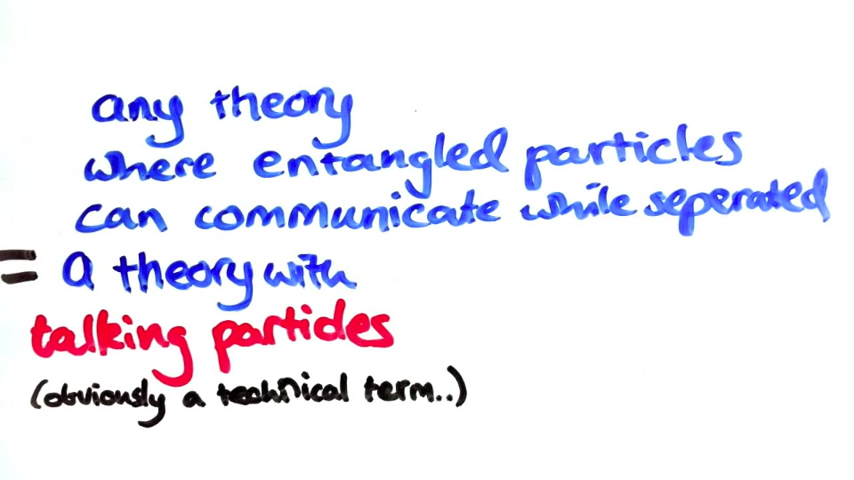 any theory
where entangled particles
can communicate while seperated
= a theory with
talking particles
(obviously a technical term..)